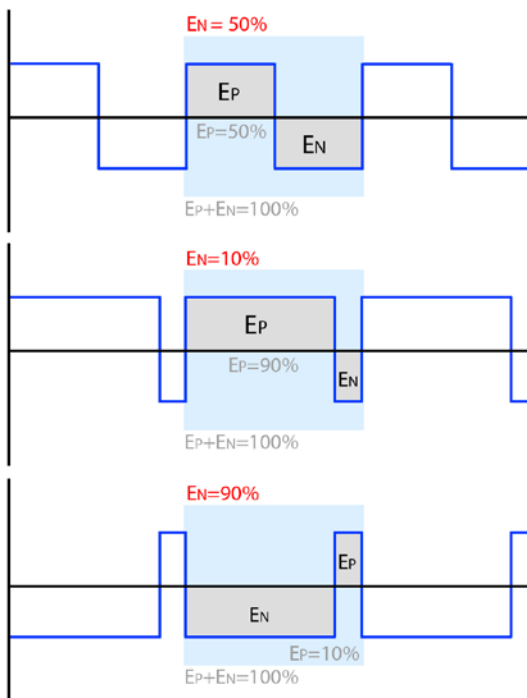 EN = 50%
EP
EP=50%
EN
EP+EN=100%
EN=10%
EP
EP=90%
EN
EP+EN=100%
EN=90%
EP
EN
EP=10%
EP+EN=100%